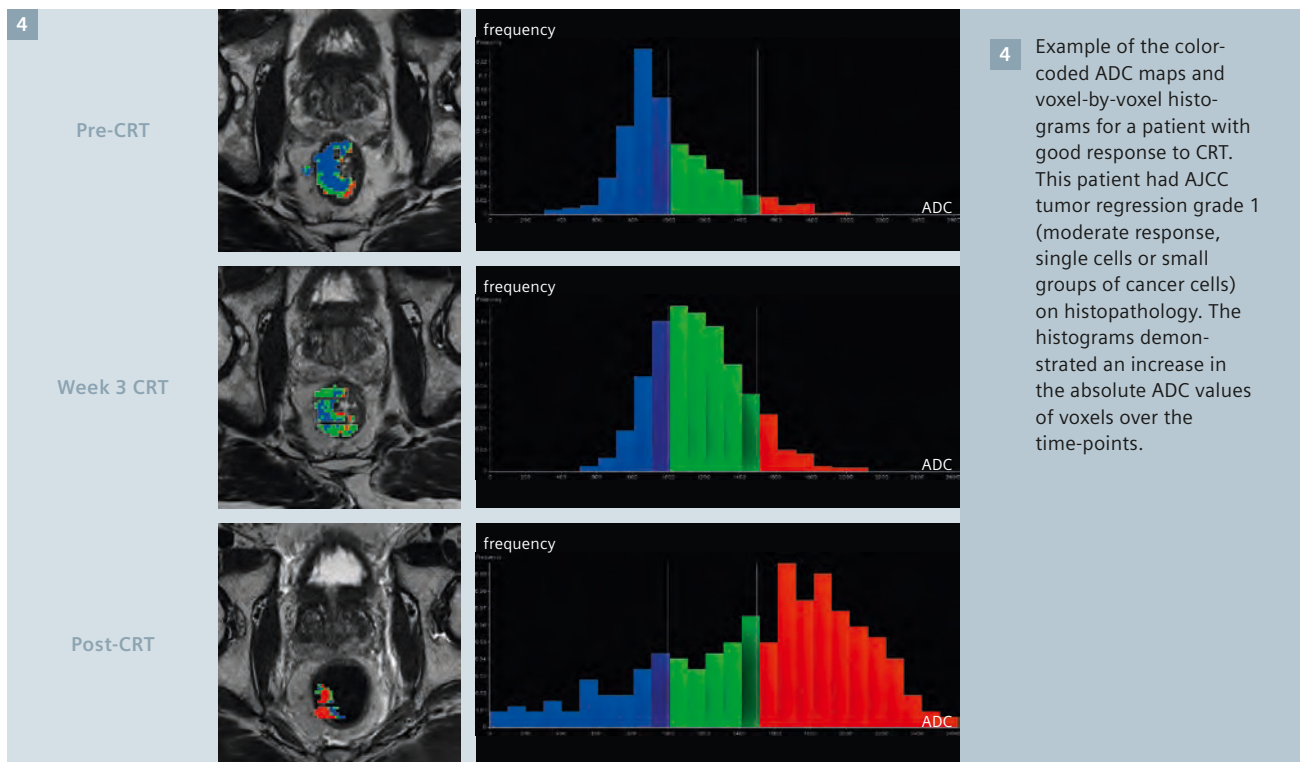 4
Pre-CRT
frequency
ADC
Week 3 CRT
frequency
ADC
Post-CRT
frequency
ADC
4
Example of the color-
coded ADC maps and
voxel-by-voxel histo-
grams for a patient with
good response to CRT.
This patient had AJCC
tumor regression grade 1
(moderate response,
single cells or small
groups of cancer cells)
on histopathology. The
histograms demon-
strated an increase in
the absolute ADC values
of voxels over the
time-points.